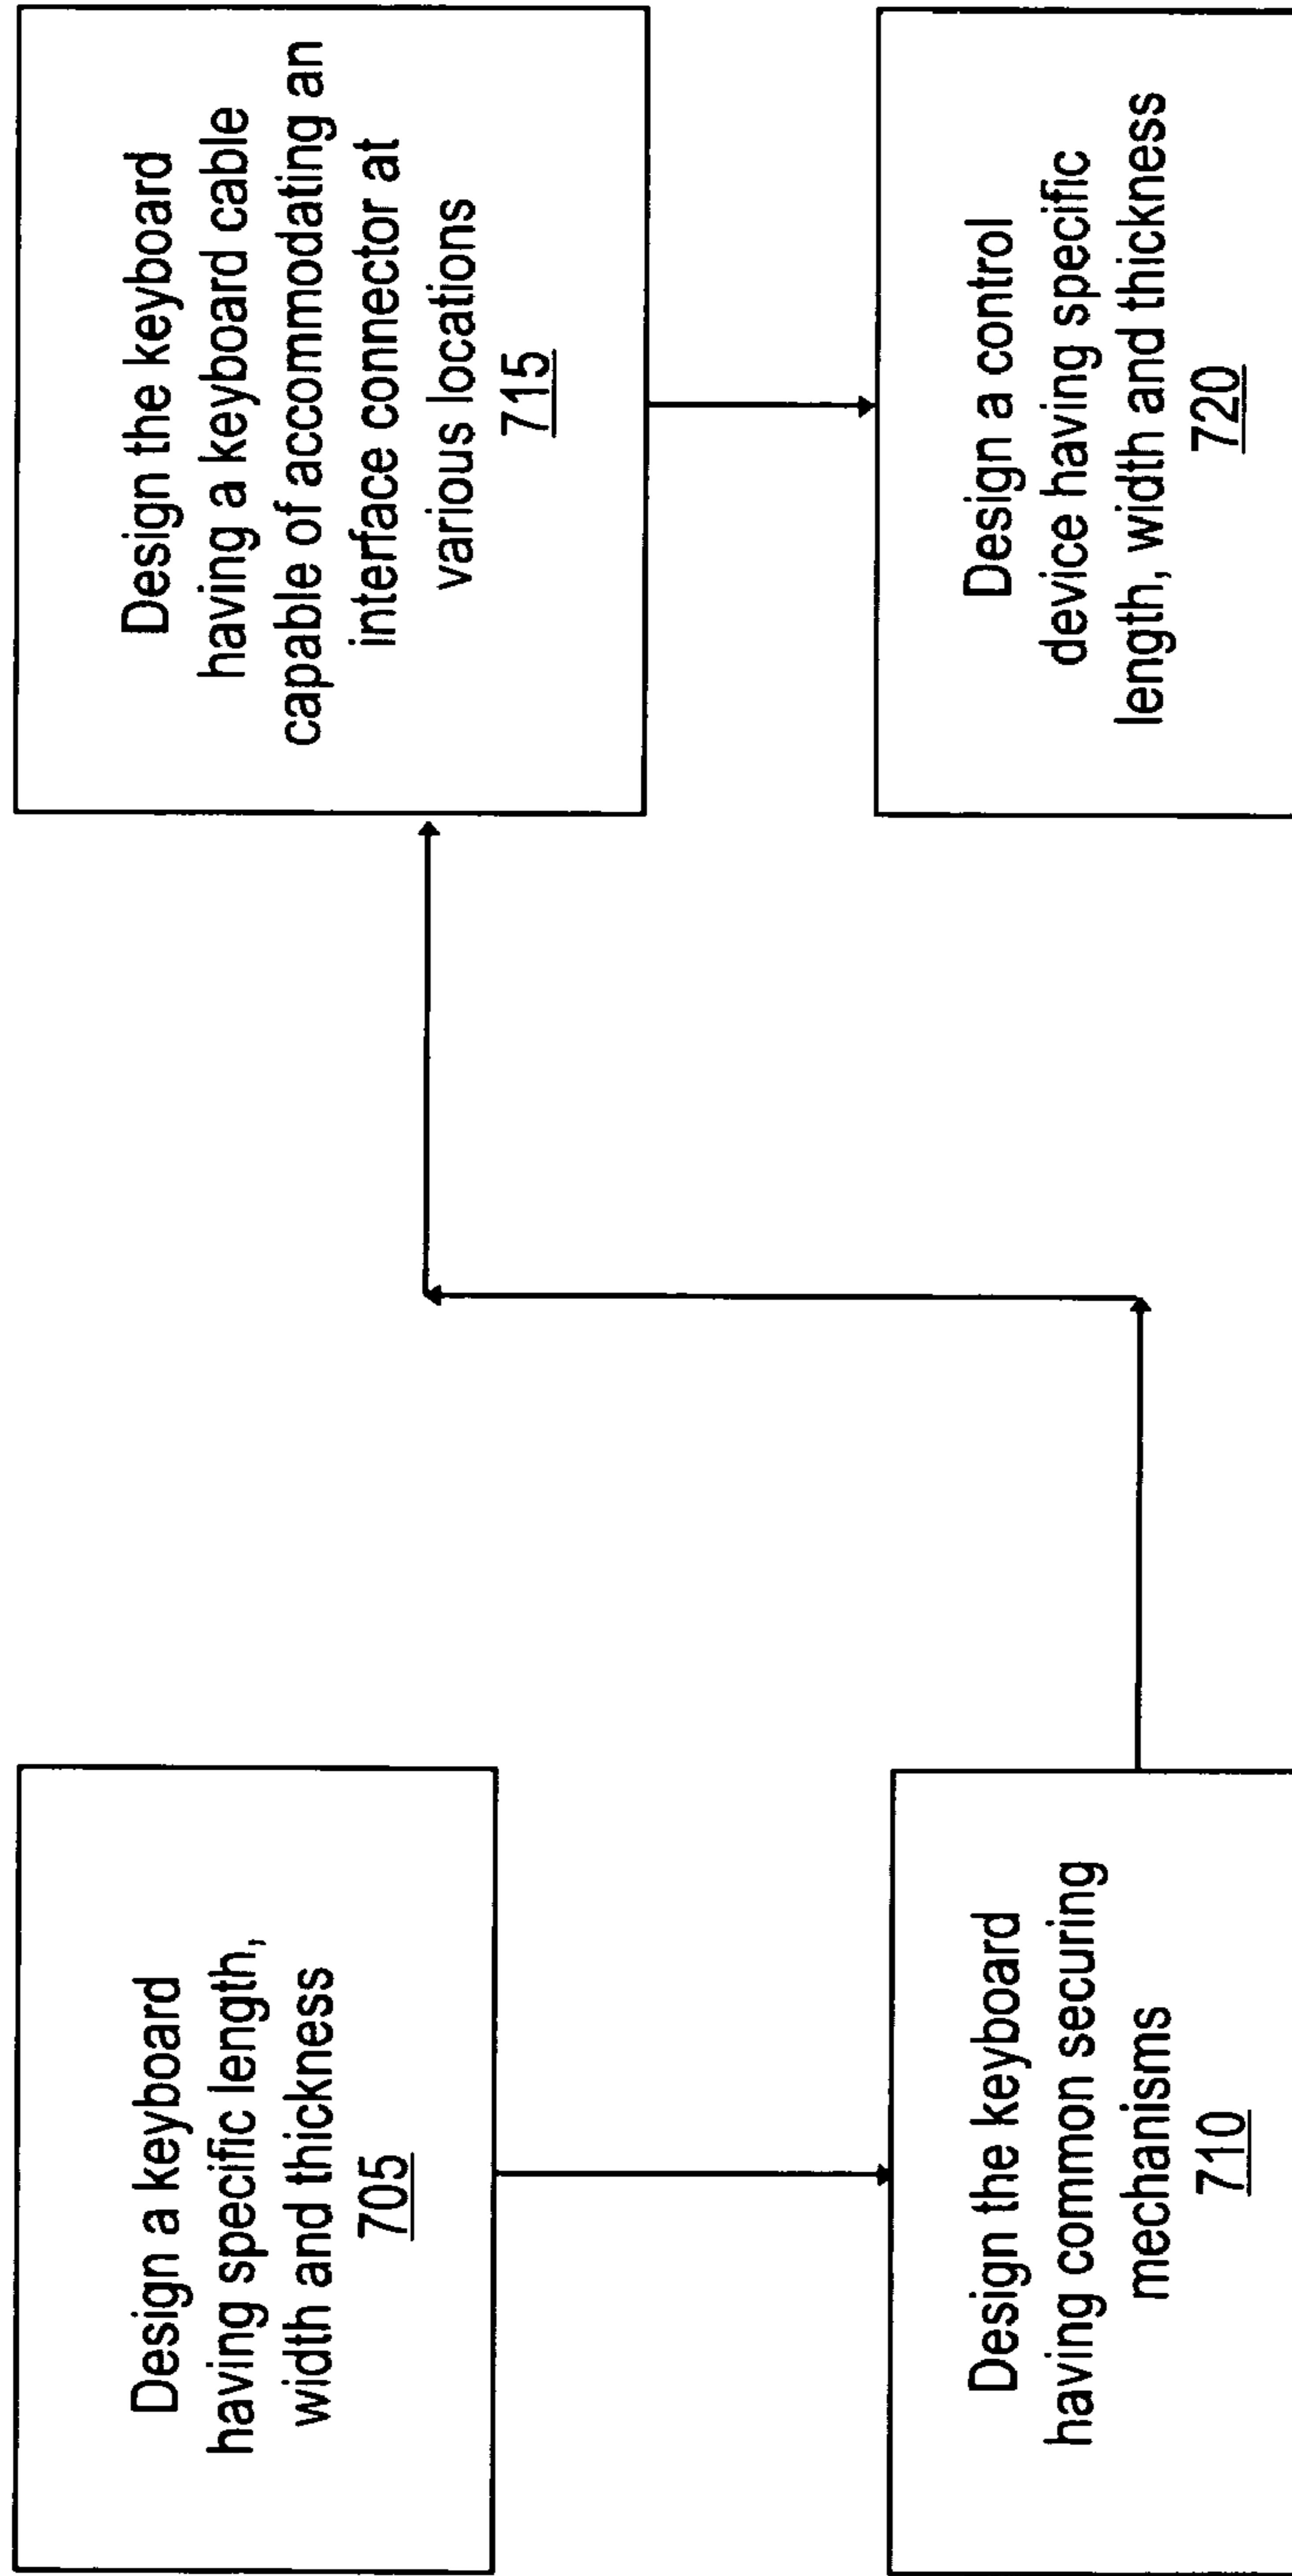 Design a keyboard
having specific length,
width and thickness
705
Design the keyboard
having common securing
mechanisms
710
Design the keyboard
having a keyboard cable
capable of accommodating an
interface connector at
various locations
715
Design a control
device having specific
length, width and thickness
720